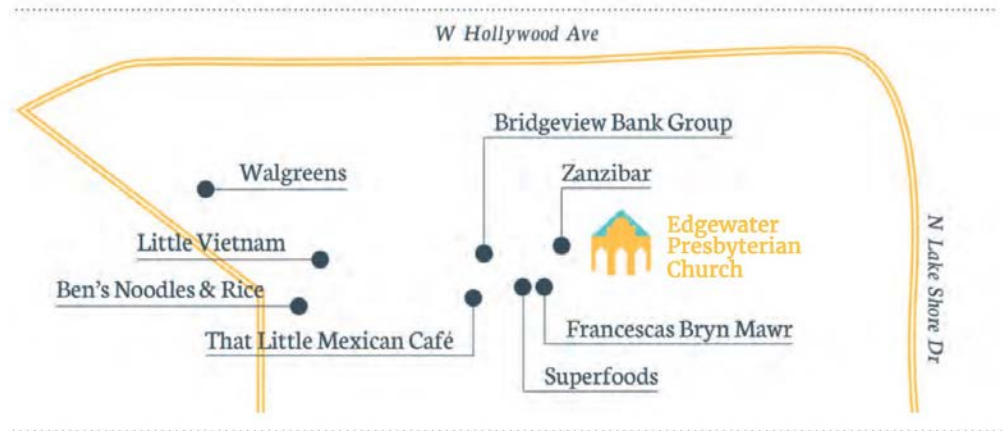 W Hollywood Ave
Bridgeview Bank Group
Walgreens
Zanzibar
Edgewater
Presbyterian
Church
N Lake Shore Dr
Little Vietnam
Ben's Noodles & Rice
That Little Mexican Café
Francescas Bryn Mawr
Superfoods